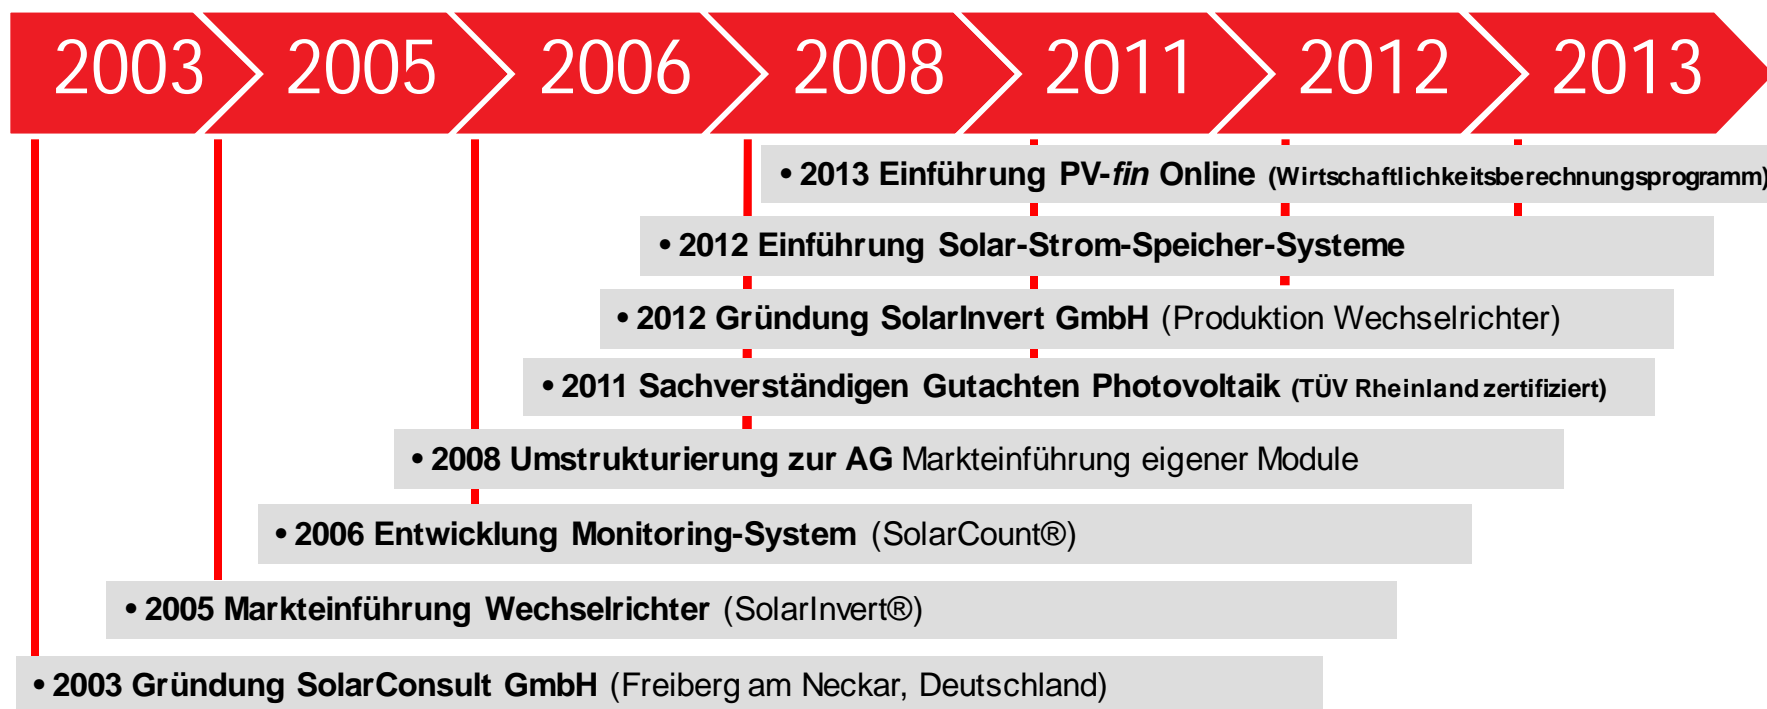 2003 2005 2006 2008 2011 2012 2013
• 2013 Einführung PV-fin Online (Wirtschaftlichkeitsberechnungsprogramm)
• 2012 Einführung Solar-Strom-Speicher-Systeme
• 2012 Gründung SolarInvert GmbH (Produktion Wechselrichter)
• 2011 Sachverständigen Gutachten Photovoltaik (TÜV Rheinland zertifiziert)
• 2008 Umstrukturierung zur AG Markteinführung eigener Module
• 2006 Entwicklung Monitoring-System (SolarCount®)
• 2005 Markteinführung Wechselrichter (SolarInvert®)
• 2003 Gründung SolarConsult GmbH (Freiberg am Neckar, Deutschland)